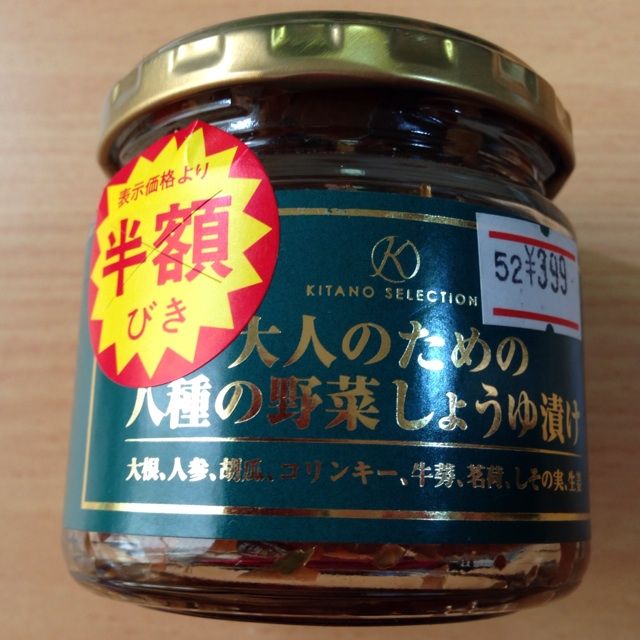 表示価格より
半額
びき
52 ¥399
KITANO SELECTION
大人のための
八種の野菜しょうゆ漬け
大根、人参、胡瓜、コリンキー、牛蒡、茗荷、しその実、生姜